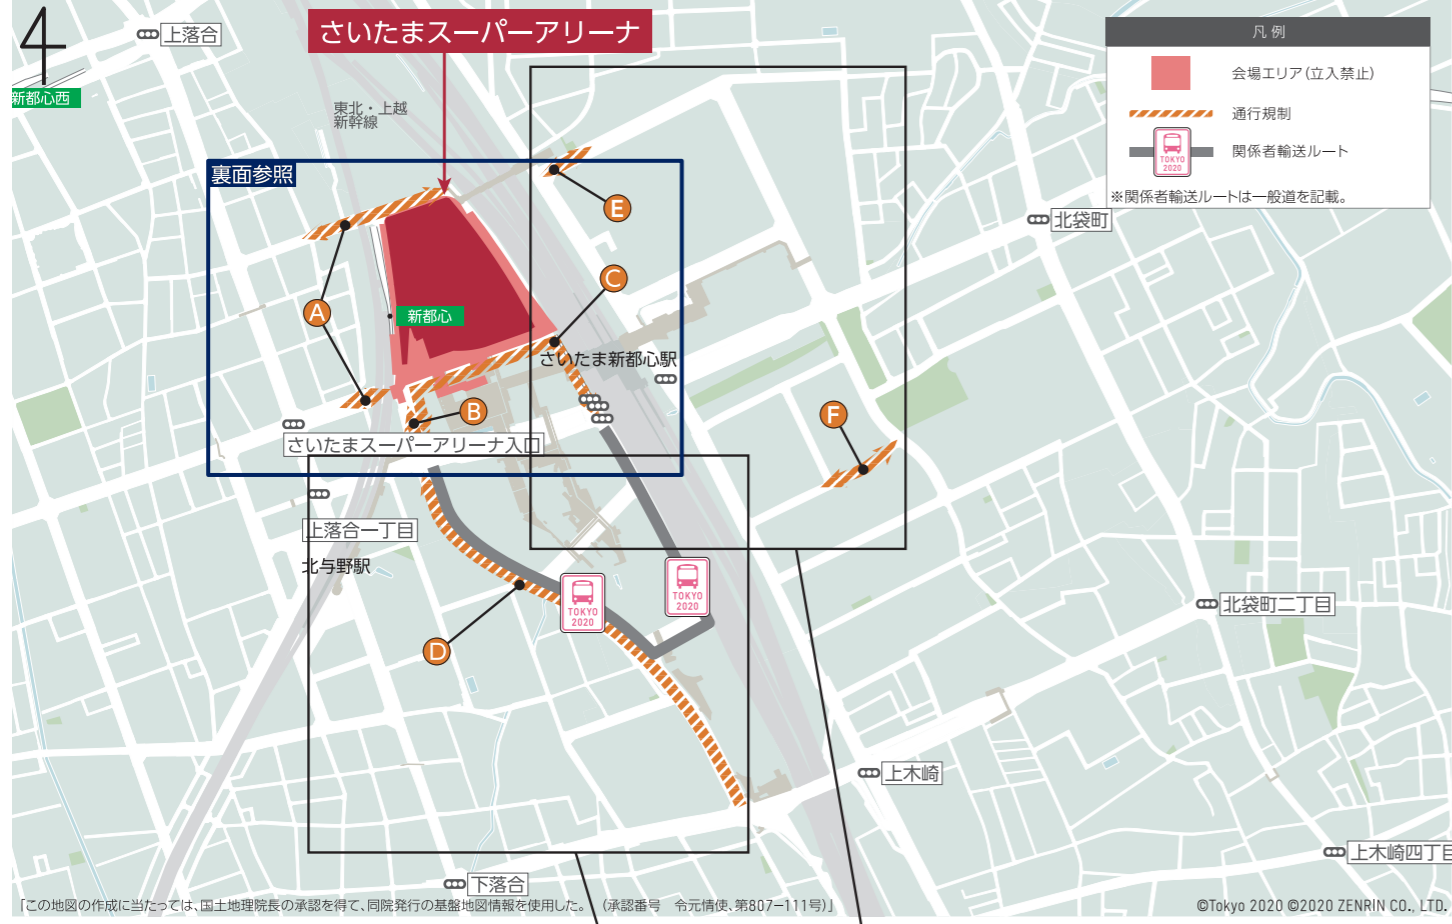 4
上落合
さいたまスーパーアリーナ
凡例
会場エリア(立入禁止)
通行規制
TOKYO
2020
関係者輸送ルート
※関係者輸送ルートは一般道を記載。
新都心西
東北・上越
新幹線
裏面参照
E
北袋町
C
A
新都心
さいたま新都心駅
B
F
さいたまスーパーアリーナ入口
上落合一丁目
北与野駅
TOKYO
2020
TOKYO
2020
北袋町二丁目
D
上木崎
上木崎四丁目
下落合
「この地図の作成に当たっては、国土地理院長の承認を得て、同院発行の基盤地図情報を使用した。 (承認番号 令元情使、第807-111号)」
©Tokyo 2020 ©2020 ZENRIN CO., LTD.